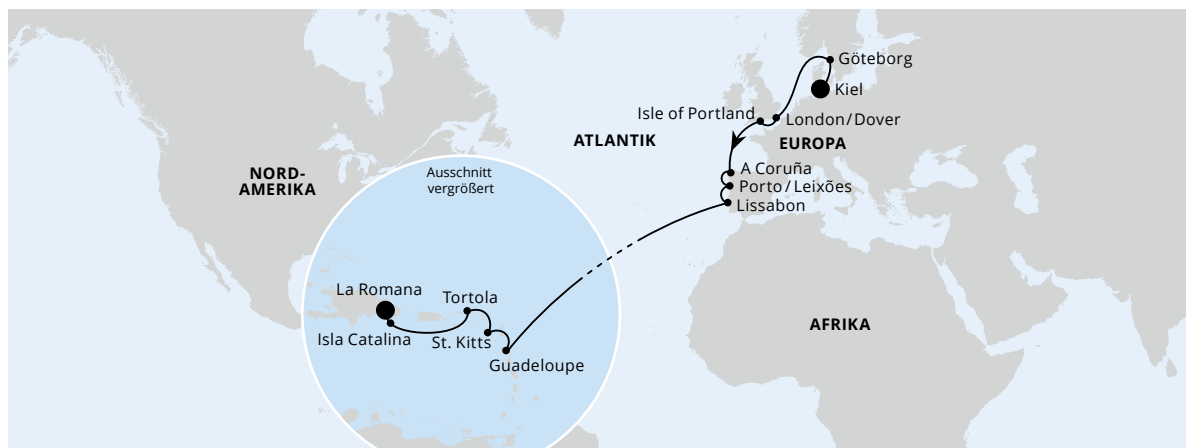 Göteborg
Kiel
Isle of Portland
London/Dover
ATLANTIK
EUROPA
NORD-
AMERIKA
Ausschnitt
vergrößert
A Coruña
Porto/Leixões
Lissabon
La Romana
Tortola
Isla Catalina
St. Kitts
Guadeloupe
AFRIKA